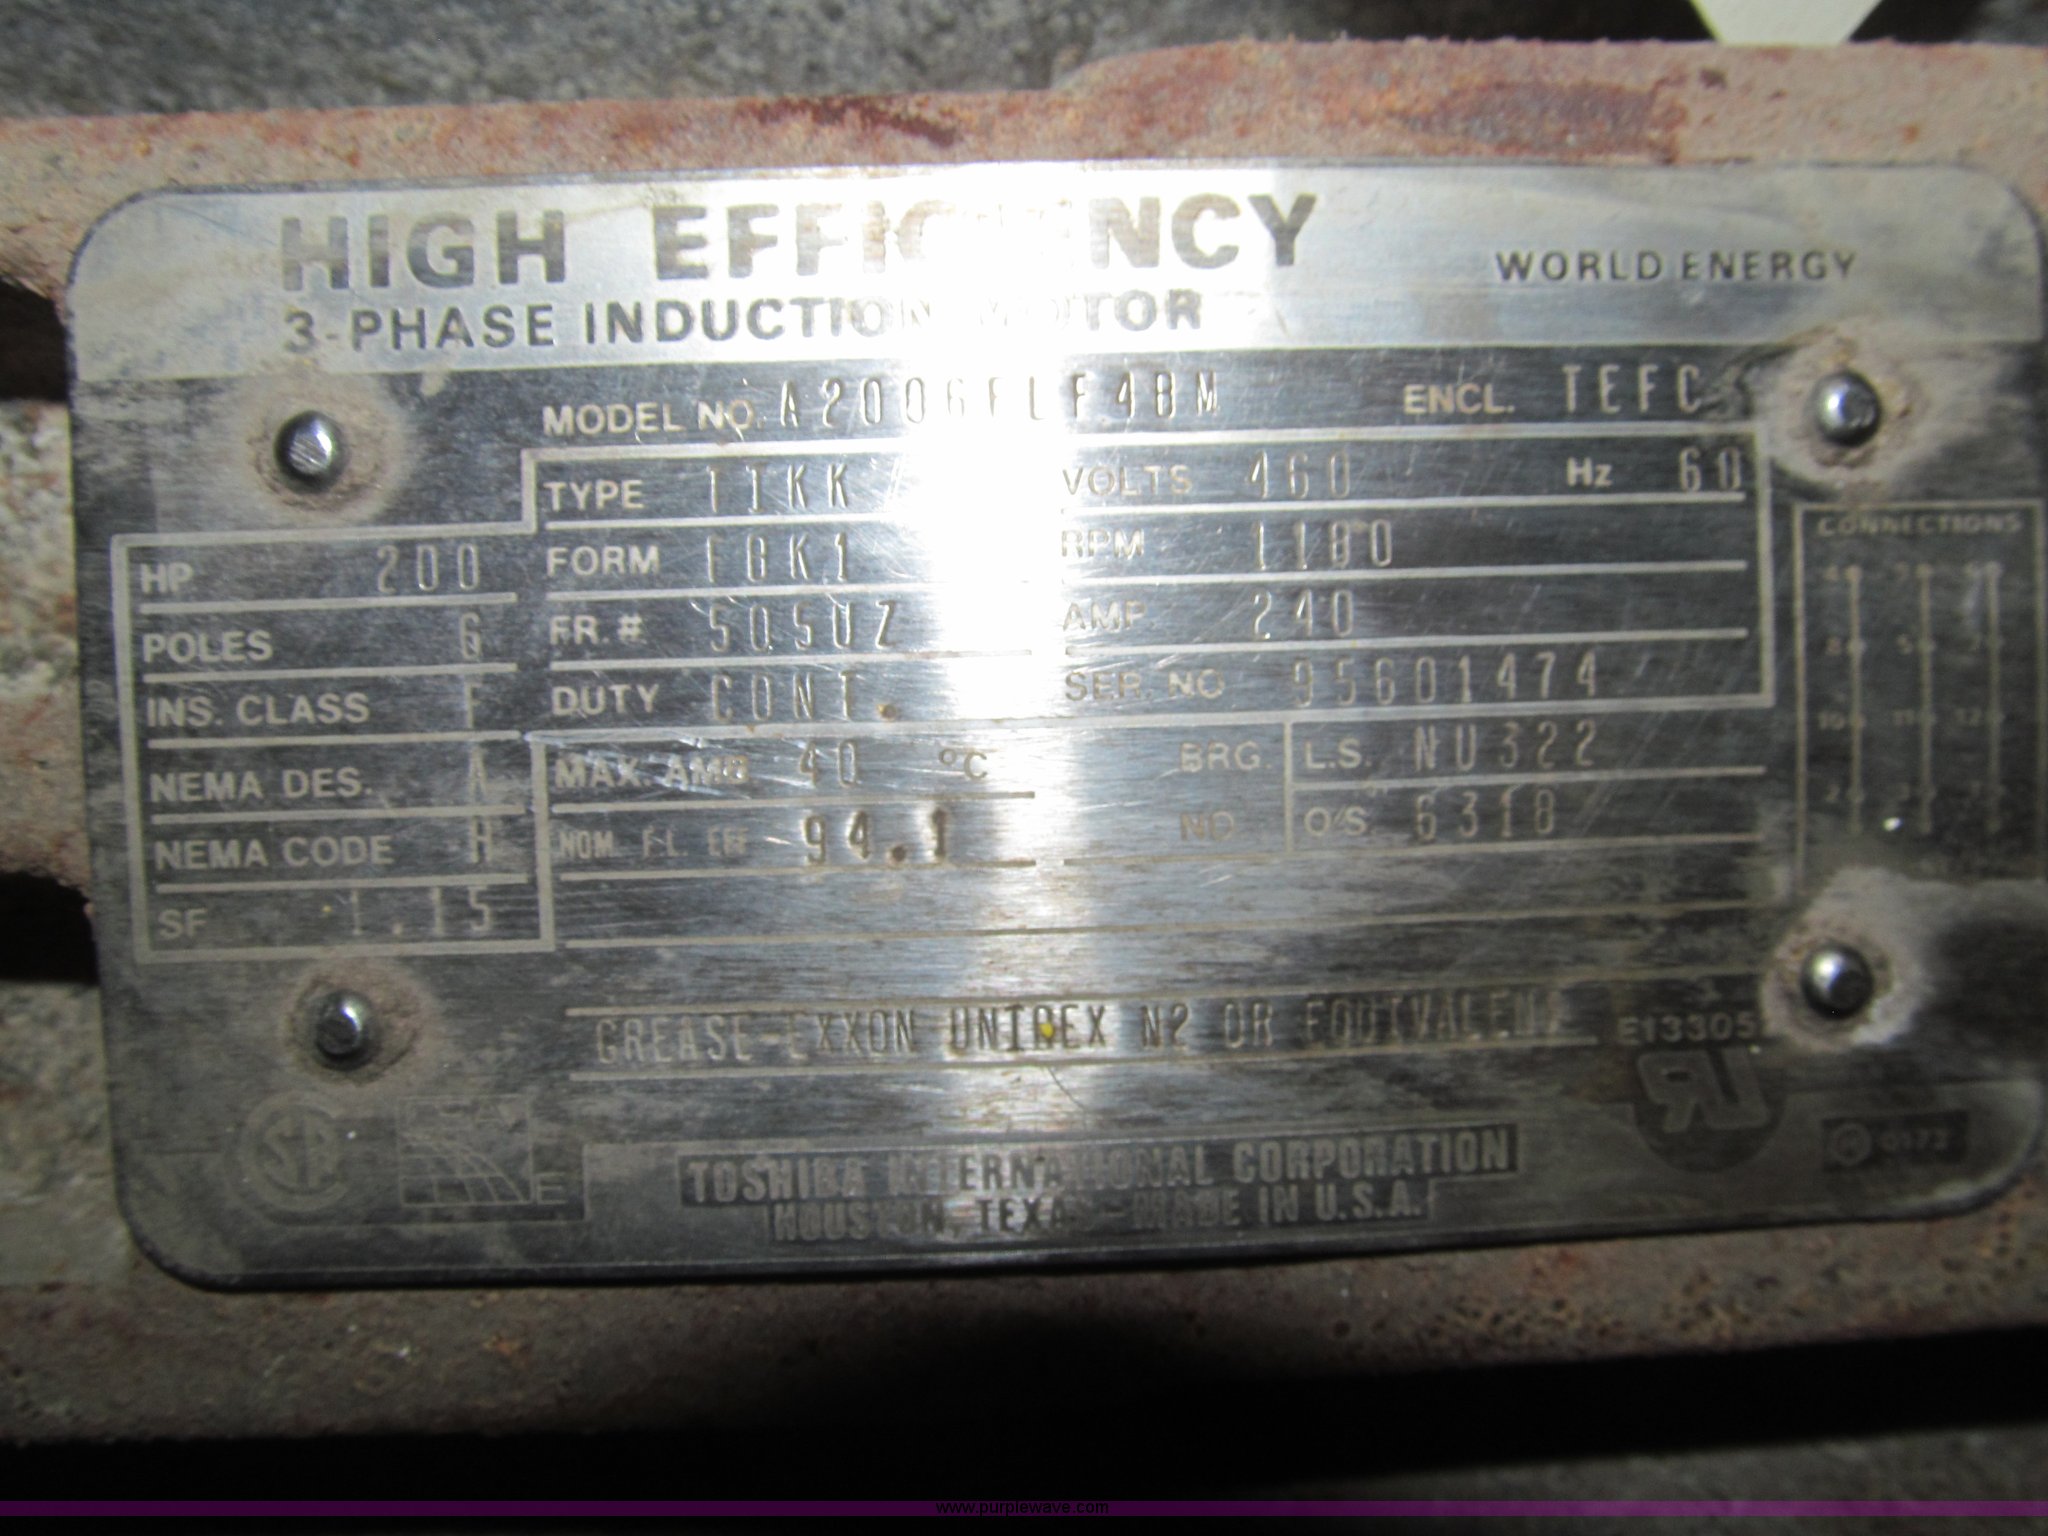 HIGH EFFICIENCY
WORLD ENERGY
3-PHASE INDUCTION MOTOR
MODEL NO. A2006FLF4BM ENCL. TEFC
TYPE TIKK VOLTS 460 Hz 60
HP 200 FORM FBK1 RPM 1180
CONNECTIONS
POLES 6 FR. # 505UZ AMP. 240
INS. CLASS F DUTY CONT. SER. NO 95601474
NEMA DES. A MAX. AMB 40 °C BRG. L.S. NU322
NEMA CODE H NOM. F.L. EFF 94.1 NO O/S. 6318
SF 1.15
GREASE-EXXON UNIREX N2 OR
TOSHIBA INTERNATIONAL CORPORATION
HOUSTON, TEXAS - MADE IN U.S.A.
www.purplewave.com